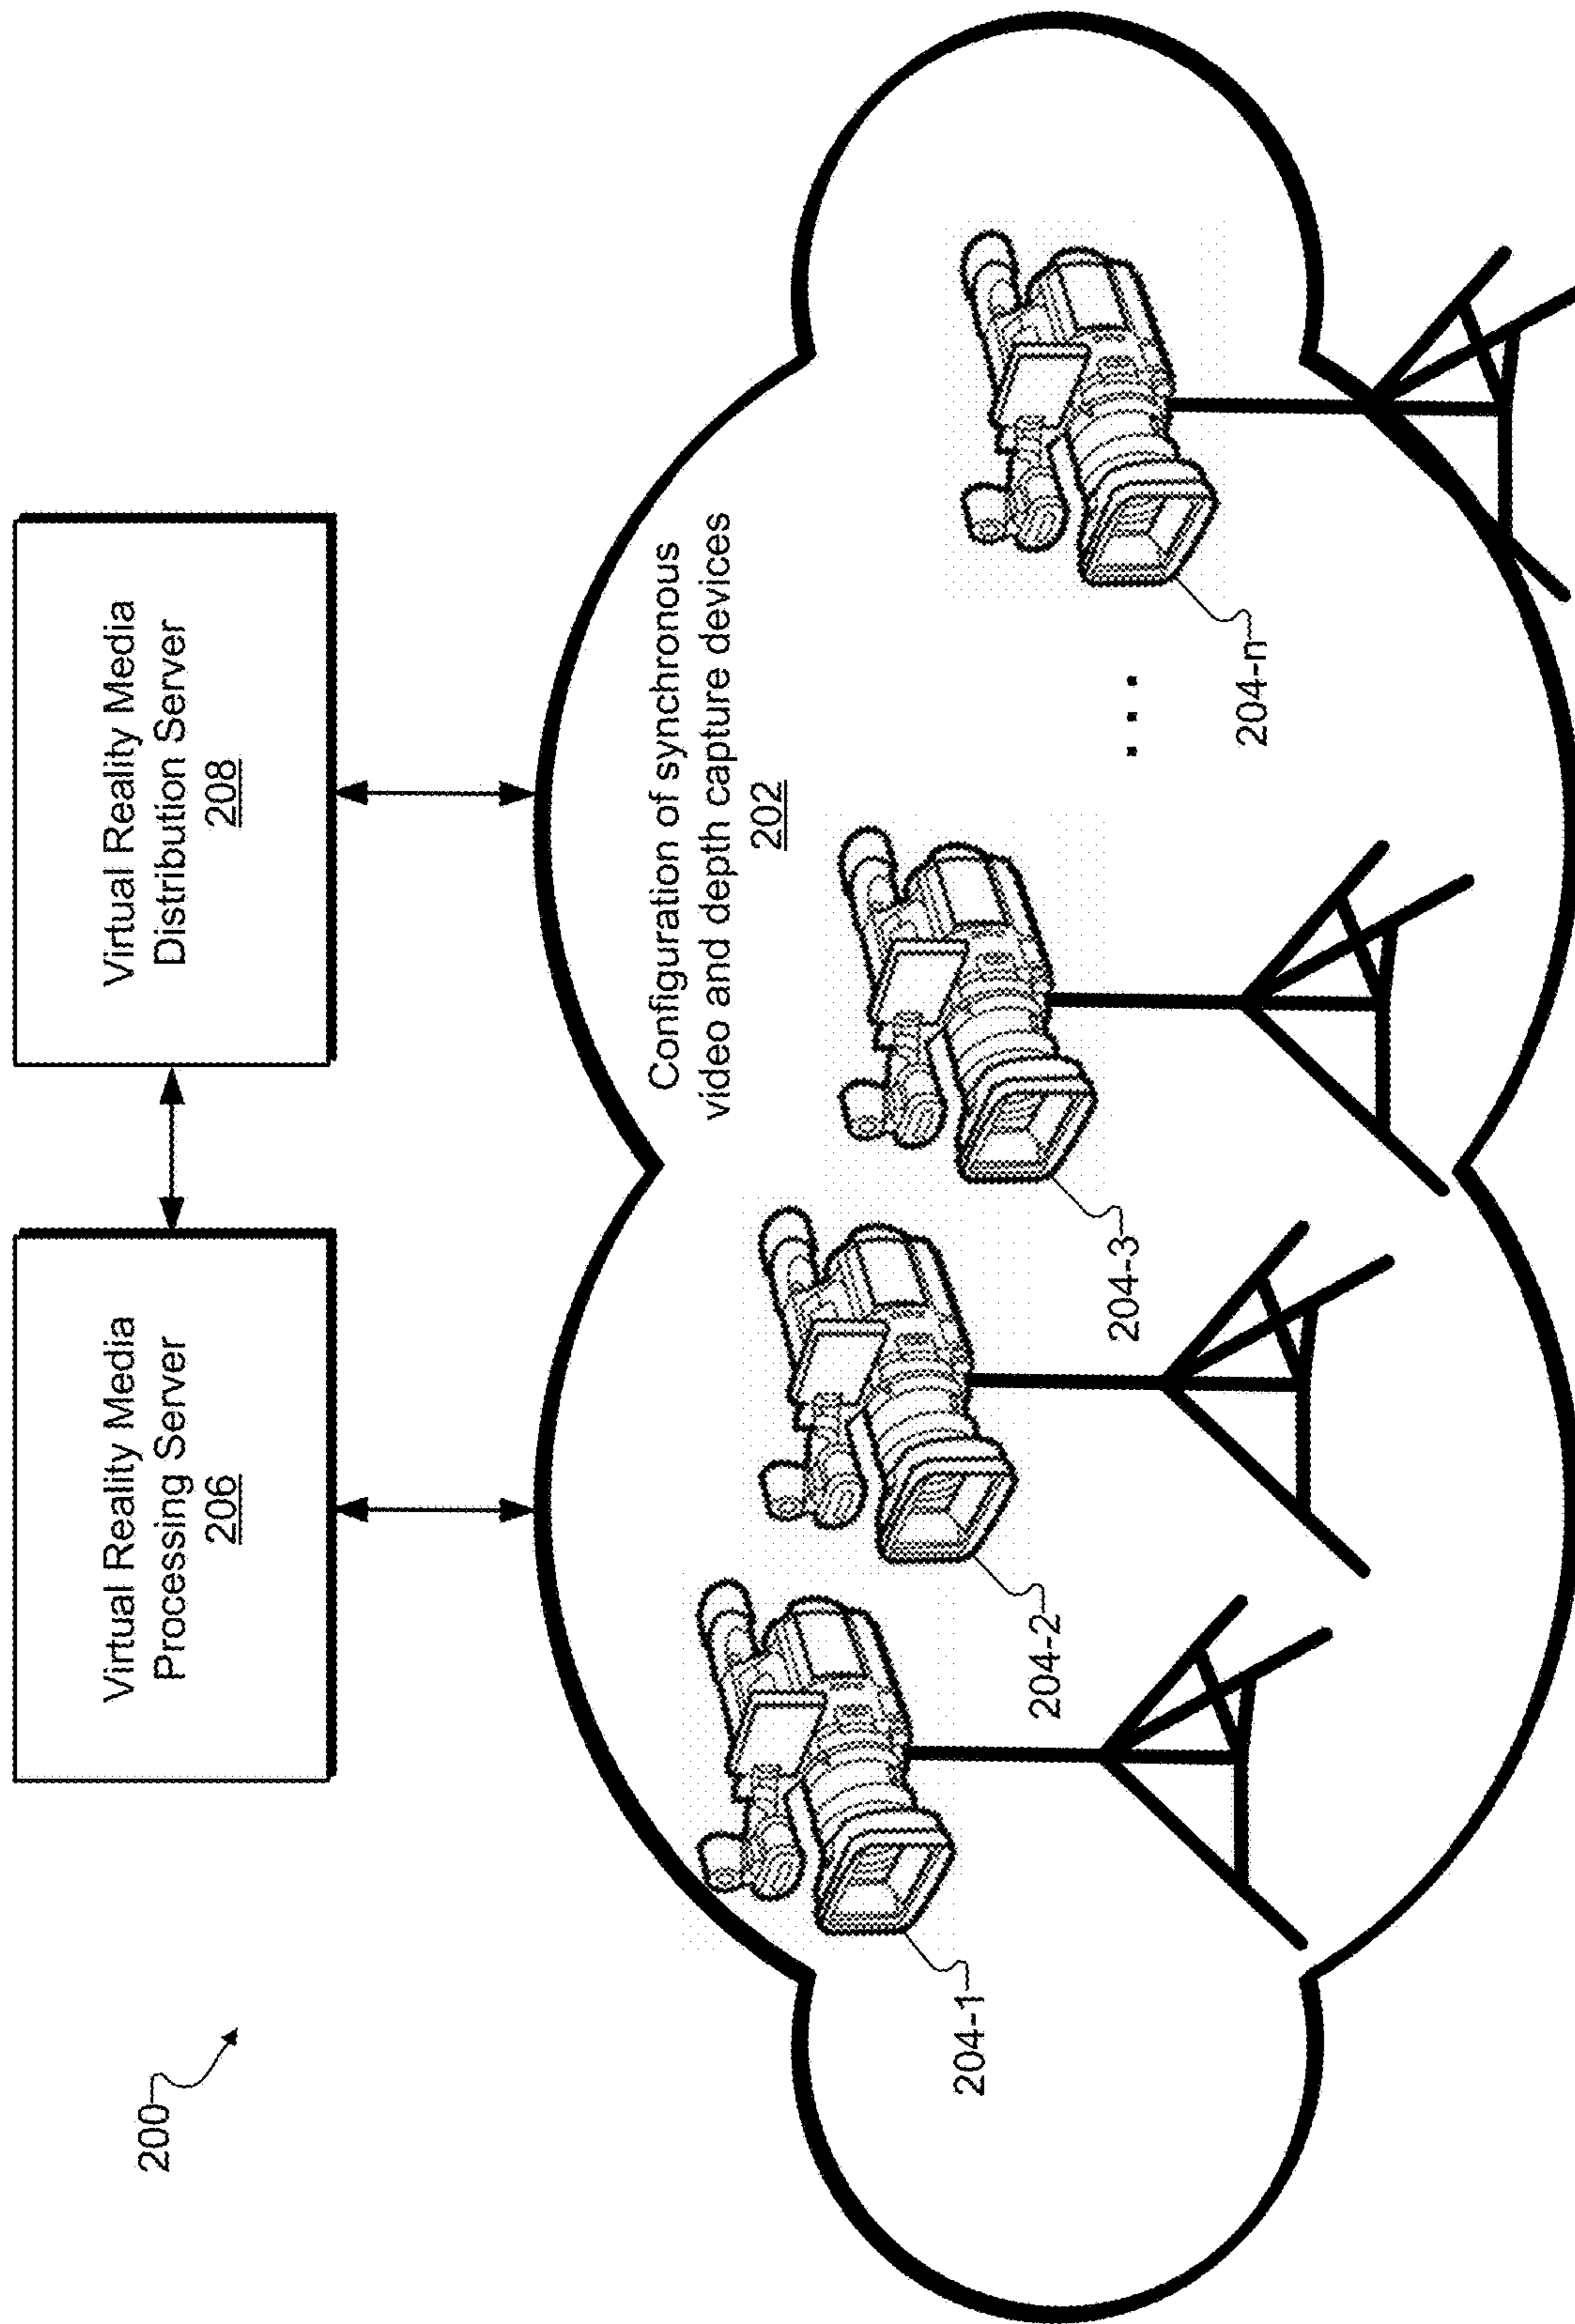 200
Virtual Reality Media
Processing Server
206
Virtual Reality Media
Distribution Server
208
Configuration of synchronous
video and depth capture devices
202
204-1
204-2
204-3
...
204-n